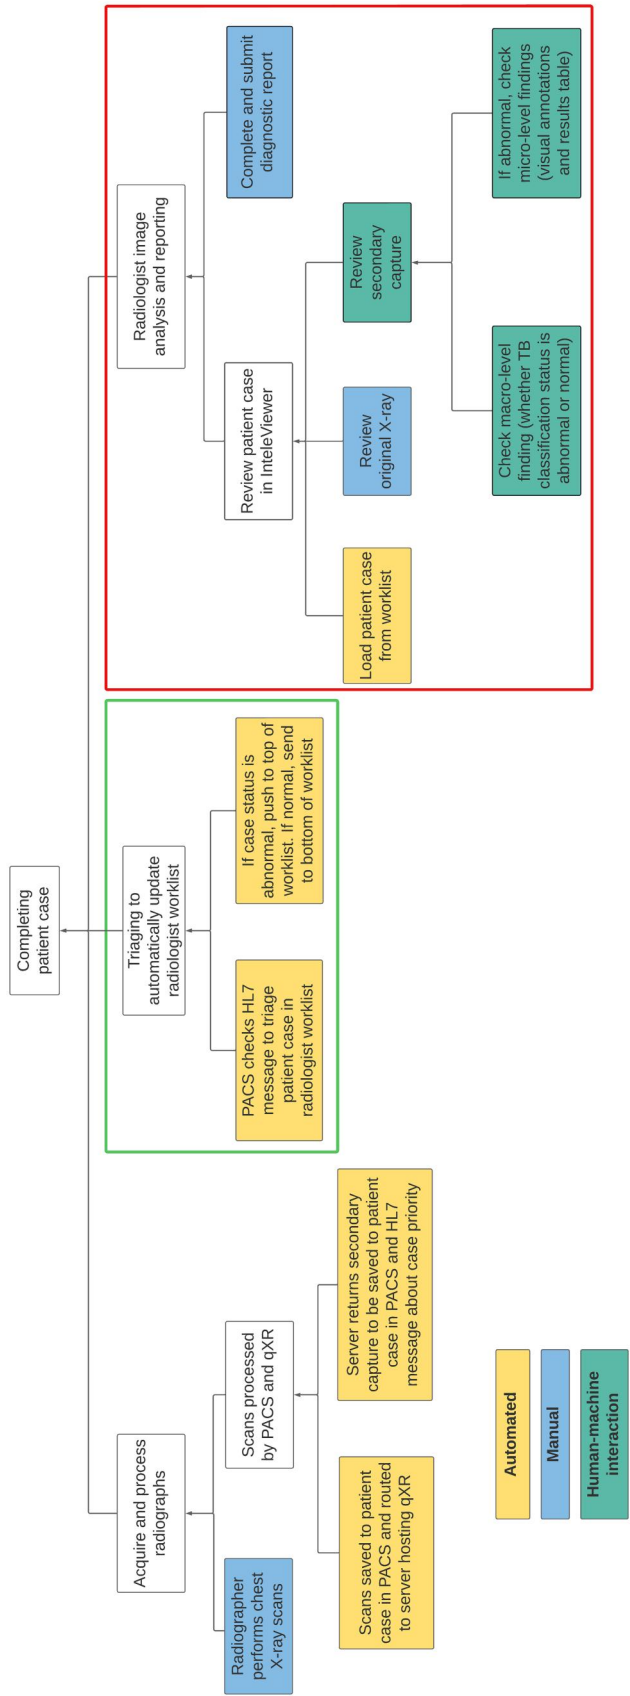 Completing
patient case
Acquire and process
radiographs
Triaging to
automatically update
radiologist worklist
Radiologist image
analysis and reporting
Radiographer
performs chest
X-ray scans
Scans processed
by PACS and qXR
PACS checks HL7
message to triage
patient case in
radiologist worklist
If case status is
abnormal, push to top of
worklist. If normal, send
to bottom of worklist
Review patient case
in InteleViewer
Complete and submit
diagnostic report
Scans saved to patient
case in PACS and routed
to server hosting qXR
Server returns secondary
capture to be saved to patient
case in PACS and HL7
message about case priority
Load patient case
from worklist
Review
original X-ray
Review
secondary
capture
Check macro-level
finding (whether TB
classification status is
abnormal or normal)
If abnormal, check
micro-level findings
(visual annotations
and results table)
Automated
Manual
Human-machine
interaction